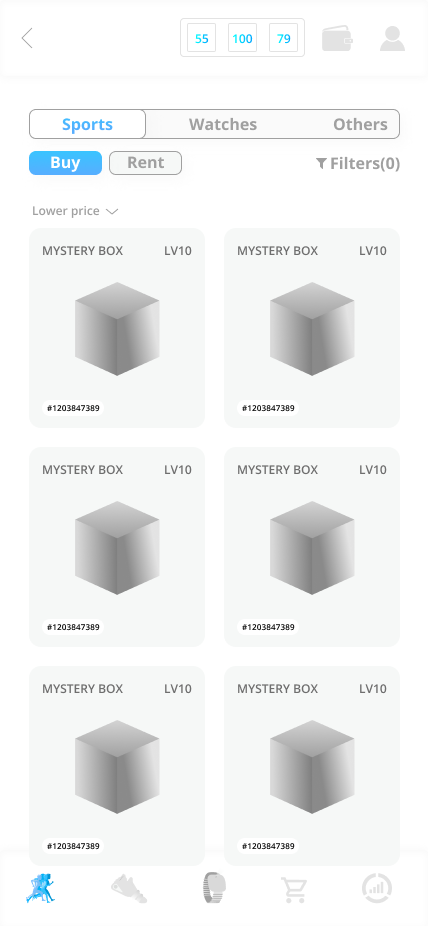 55 100 79
Sports Watches Others
Buy Rent Filters(0)
Lower price
MYSTERY BOX LV10 MYSTERY BOX LV10
#1203847389 #1203847389
MYSTERY BOX LV10 MYSTERY BOX LV10
#1203847389 #1203847389
MYSTERY BOX LV10 MYSTERY BOX LV10
#1203847389 #1203847389